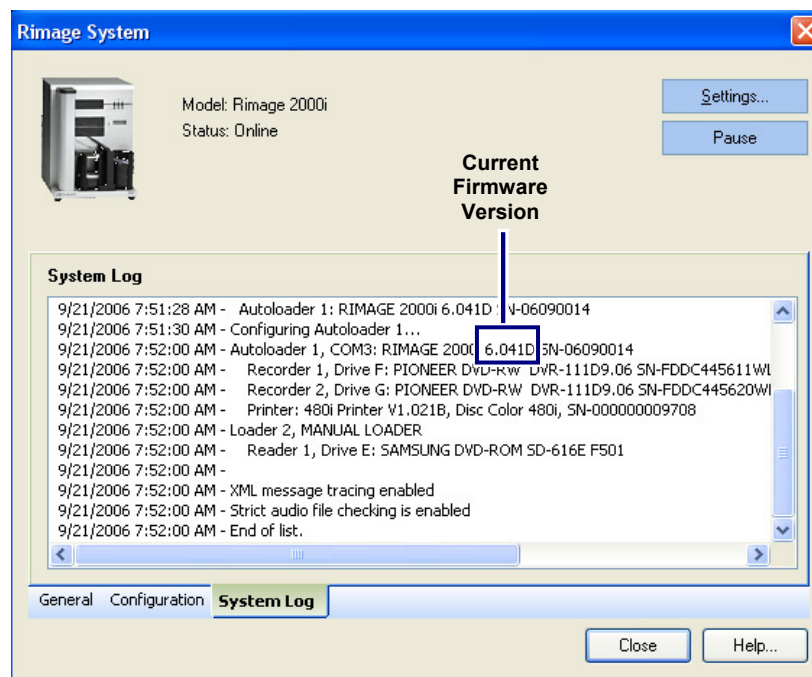 Rimage System
Model: Rimage 2000i
Status: Online
Settings...
Pause
Current
Firmware
Version
System Log
9/21/2006 7:51:28 AM -   Autoloader 1: RIMAGE 2000i 6.041D SN-06090014
9/21/2006 7:51:30 AM - Configuring Autoloader 1...
9/21/2006 7:52:00 AM - Autoloader 1, COM3: RIMAGE 2000i 6.041D SN-06090014
9/21/2006 7:52:00 AM -   Recorder 1, Drive F: PIONEER DVD-RW  DVR-111D9.06 SN-FDDC445611WL
9/21/2006 7:52:00 AM -   Recorder 2, Drive G: PIONEER DVD-RW  DVR-111D9.06 SN-FDDC445620WL
9/21/2006 7:52:00 AM -   Printer: 480i Printer V1.021B, Disc Color 480i, SN-000000009708
9/21/2006 7:52:00 AM - Loader 2, MANUAL LOADER
9/21/2006 7:52:00 AM -   Reader 1, Drive E: SAMSUNG DVD-ROM SD-616E F501
9/21/2006 7:52:00 AM -
9/21/2006 7:52:00 AM - XML message tracing enabled
9/21/2006 7:52:00 AM - Strict audio file checking is enabled
9/21/2006 7:52:00 AM - End of list.
General Configuration System Log
Close Help...